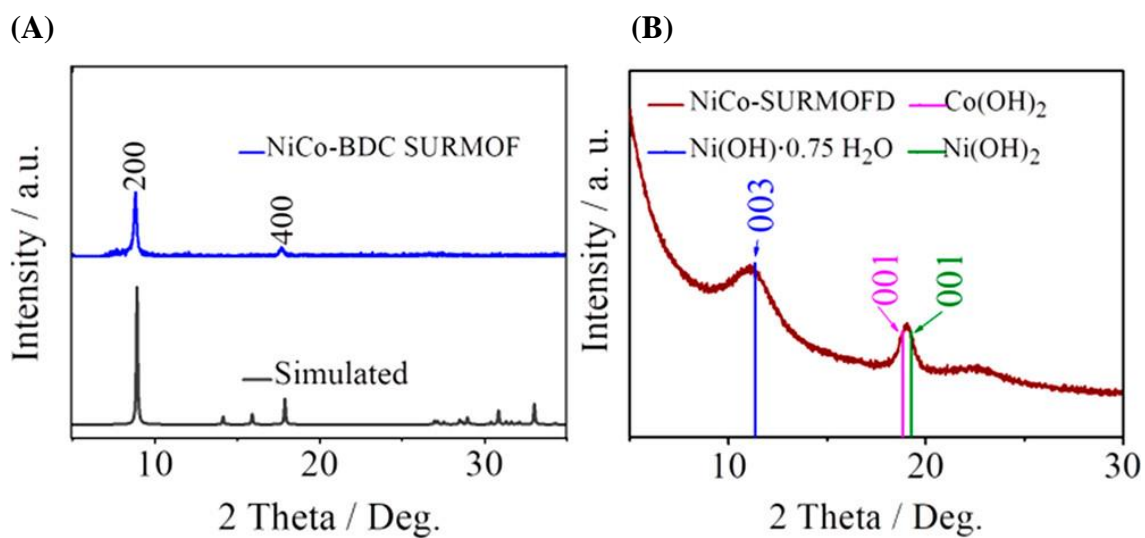 (A)
(B)
Intensity / a.u.
200
400
NiCo-BDC SURMOF
Simulated
10
20
30
2 Theta / Deg.
Intensity / a. u.
NiCo-SURMOFD
Co(OH)₂
Ni(OH)·0.75 H₂O
Ni(OH)₂
003
001
001
10
20
30
2 Theta / Deg.